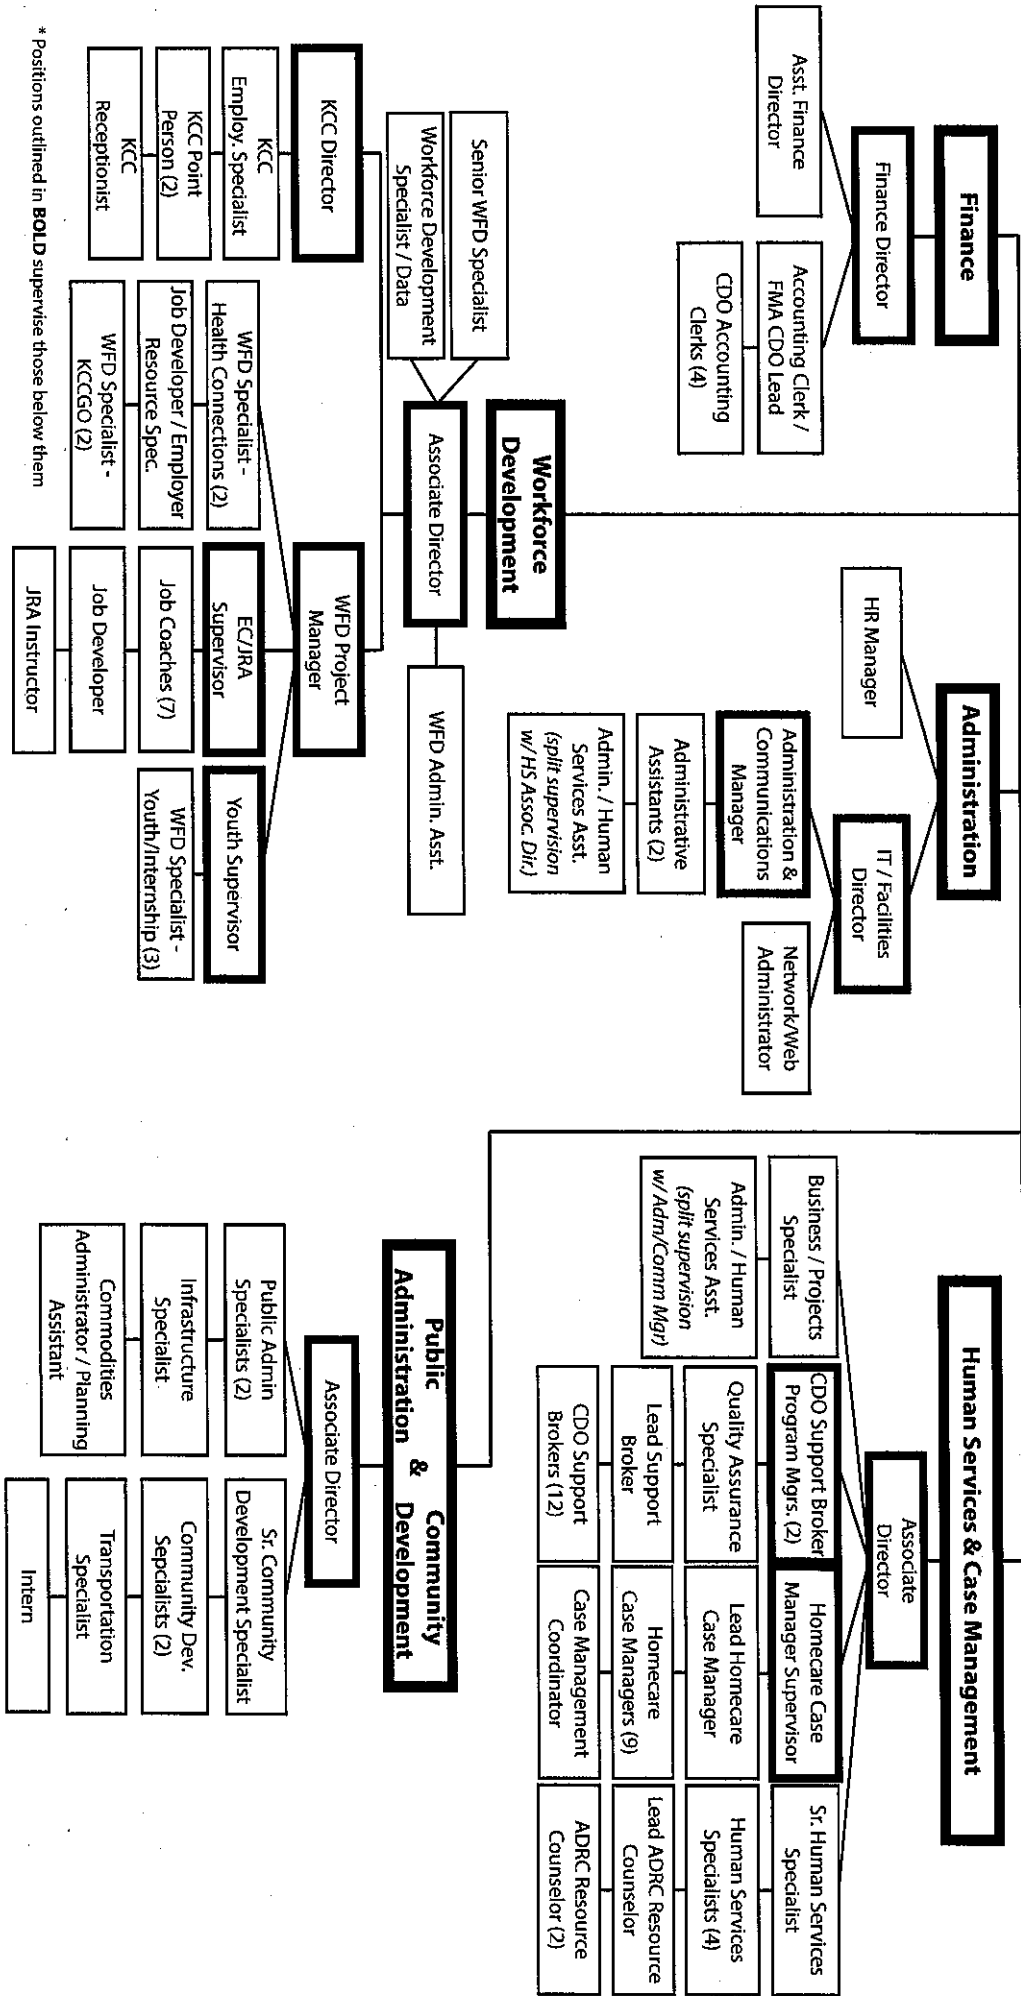 Finance
Finance Director
Asst. Finance
Director
Accounting Clerk /
FMA CDO Lead
CDO Accounting
Clerks (4)
Administration
HR Manager
IT / Facilities
Director
Administration &
Communications
Manager
Administrative
Assistants (2)
Admin. / Human
Services Asst.
(split supervision
w/ HS Assoc. Dir.)
Network/Web
Administrator
Human Services & Case Management
Associate
Director
Business / Projects
Specialist
Admin. / Human
Services Asst.
(split supervision
w/ Adm/Comm Mgr)
CDO Support Broker
Program Mgrs. (2)
Quality Assurance
Specialist
Lead Support
Broker
CDO Support
Brokers (12)
Homecare Case
Manager Supervisor
Lead Homecare
Case Manager
Homecare
Case Managers (9)
Case Management
Coordinator
Sr. Human Services
Specialist
Human Services
Specialists (4)
Lead ADRC Resource
Counselor
ADRC Resource
Counselor (2)
Workforce
Development
Associate Director
Senior WFD Specialist
Workforce Development
Specialist / Data
WFD Admin. Asst.
KCC Director
KCC
Employ. Specialist
KCC Point
Person (2)
KCC
Receptionist
WFD Project
Manager
WFD Specialist -
Health Connections (2)
Job Developer / Employer
Resource Spec.
WFD Specialist -
KCCGO (2)
EC/JRA
Supervisor
Job Coaches (7)
Job Developer
JRA Instructor
Youth Supervisor
WFD Specialist -
Youth/Internship (3)
Public Community
Administration & Development
Associate Director
Public Admin
Specialists (2)
Infrastructure
Specialist
Commodities
Administrator / Planning
Assistant
Sr. Community
Development Specialist
Community Dev.
Sepcialists (2)
Transportation
Specialist
Intern
* Positions outlined in BOLD supervise those below them